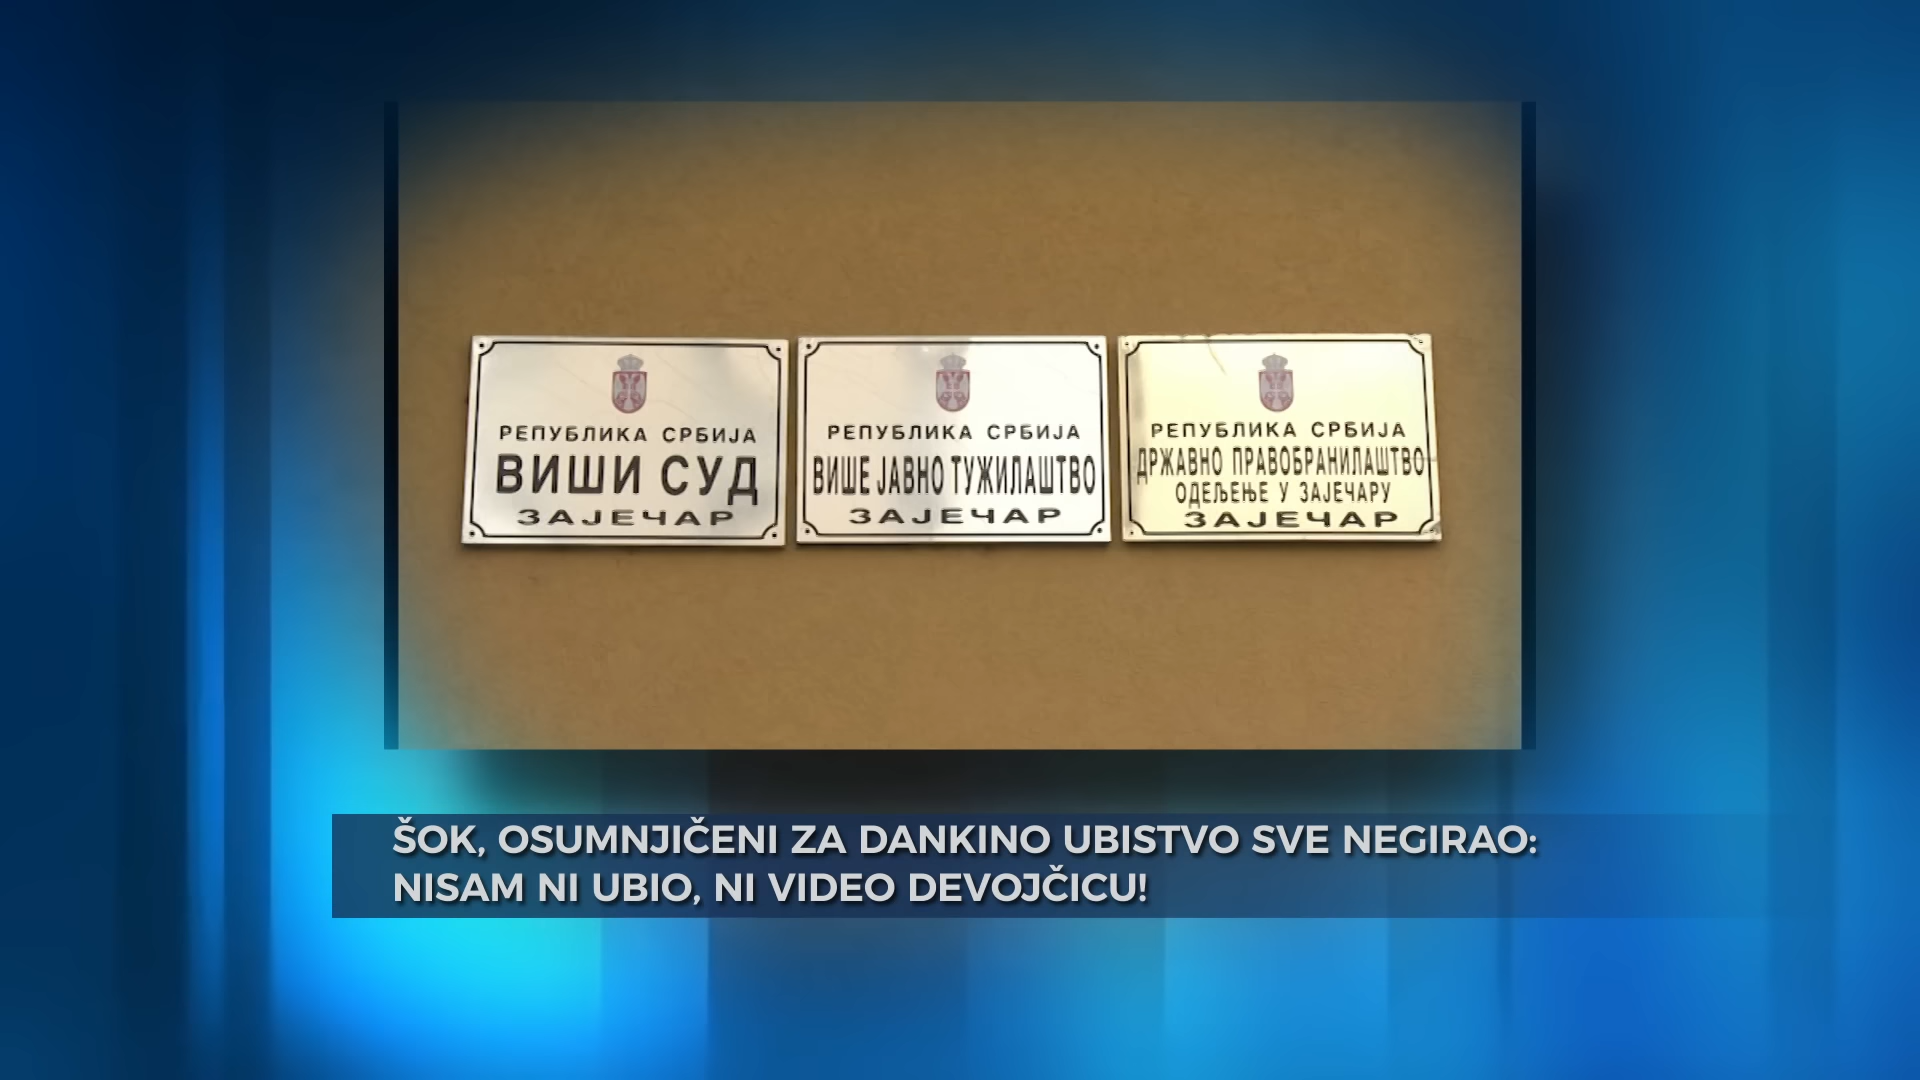 РЕПУБЛИКА СРБИЈА
ВИШИ СУД
ЗАЈЕЧАР
РЕПУБЛИКА СРБИЈА
ВИШЕ ЈАВНО ТУЖИЛАШТВО
ЗАЈЕЧАР
РЕПУБЛИКА СРБИЈА
ДРЖАВНО ПРАВОБРАНИЛАШТВО
ОДЕЉЕЊЕ У ЗАЈЕЧАРУ
ЗАЈЕЧАР
ŠOK, OSUMNJIČENI ZA DANKINO UBISTVO SVE NEGIRAO:
NISAM NI UBIO, NI VIDEO DEVOJČICU!